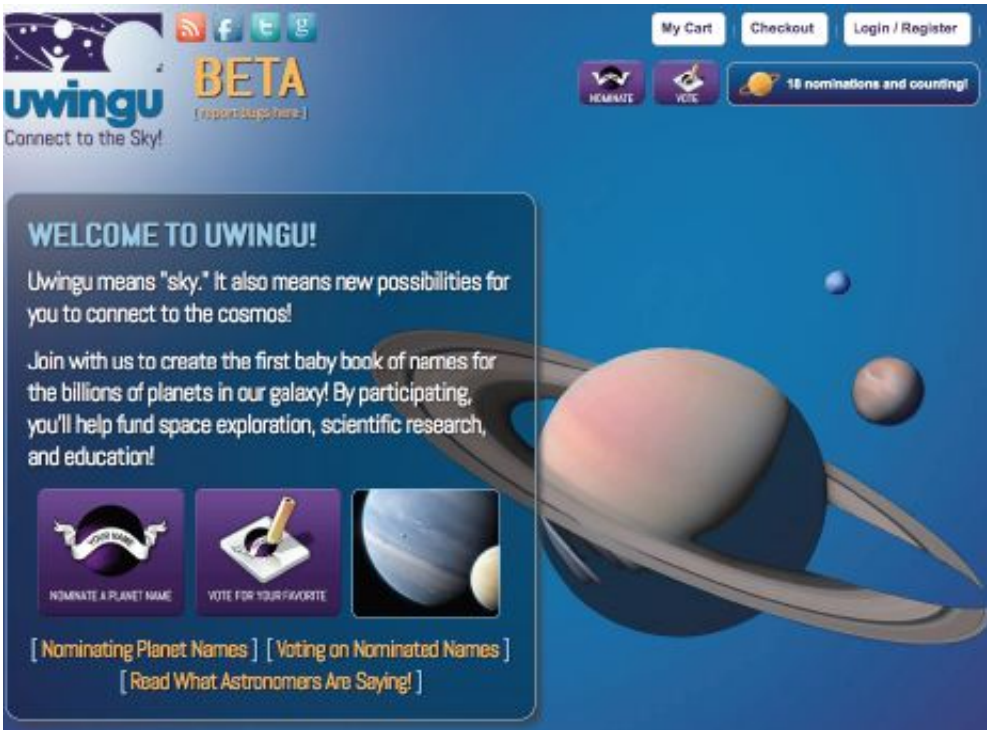 My Cart
Checkout
Login / Register
uwingu
Connect to the Sky!
BETA
[ report bugs here ]
NOMINATE
VOTE
18 nominations and counting!
WELCOME TO UWINGU!
Uwingu means "sky." It also means new possibilities for
you to connect to the cosmos!
Join with us to create the first baby book of names for
the billions of planets in our galaxy! By participating,
you'll help fund space exploration, scientific research,
and education!
YOUR NAME
NOMINATE A PLANET NAME
VOTE FOR YOUR FAVORITE
[ Nominating Planet Names ] [ Voting on Nominated Names ]
[ Read What Astronomers Are Saying! ]